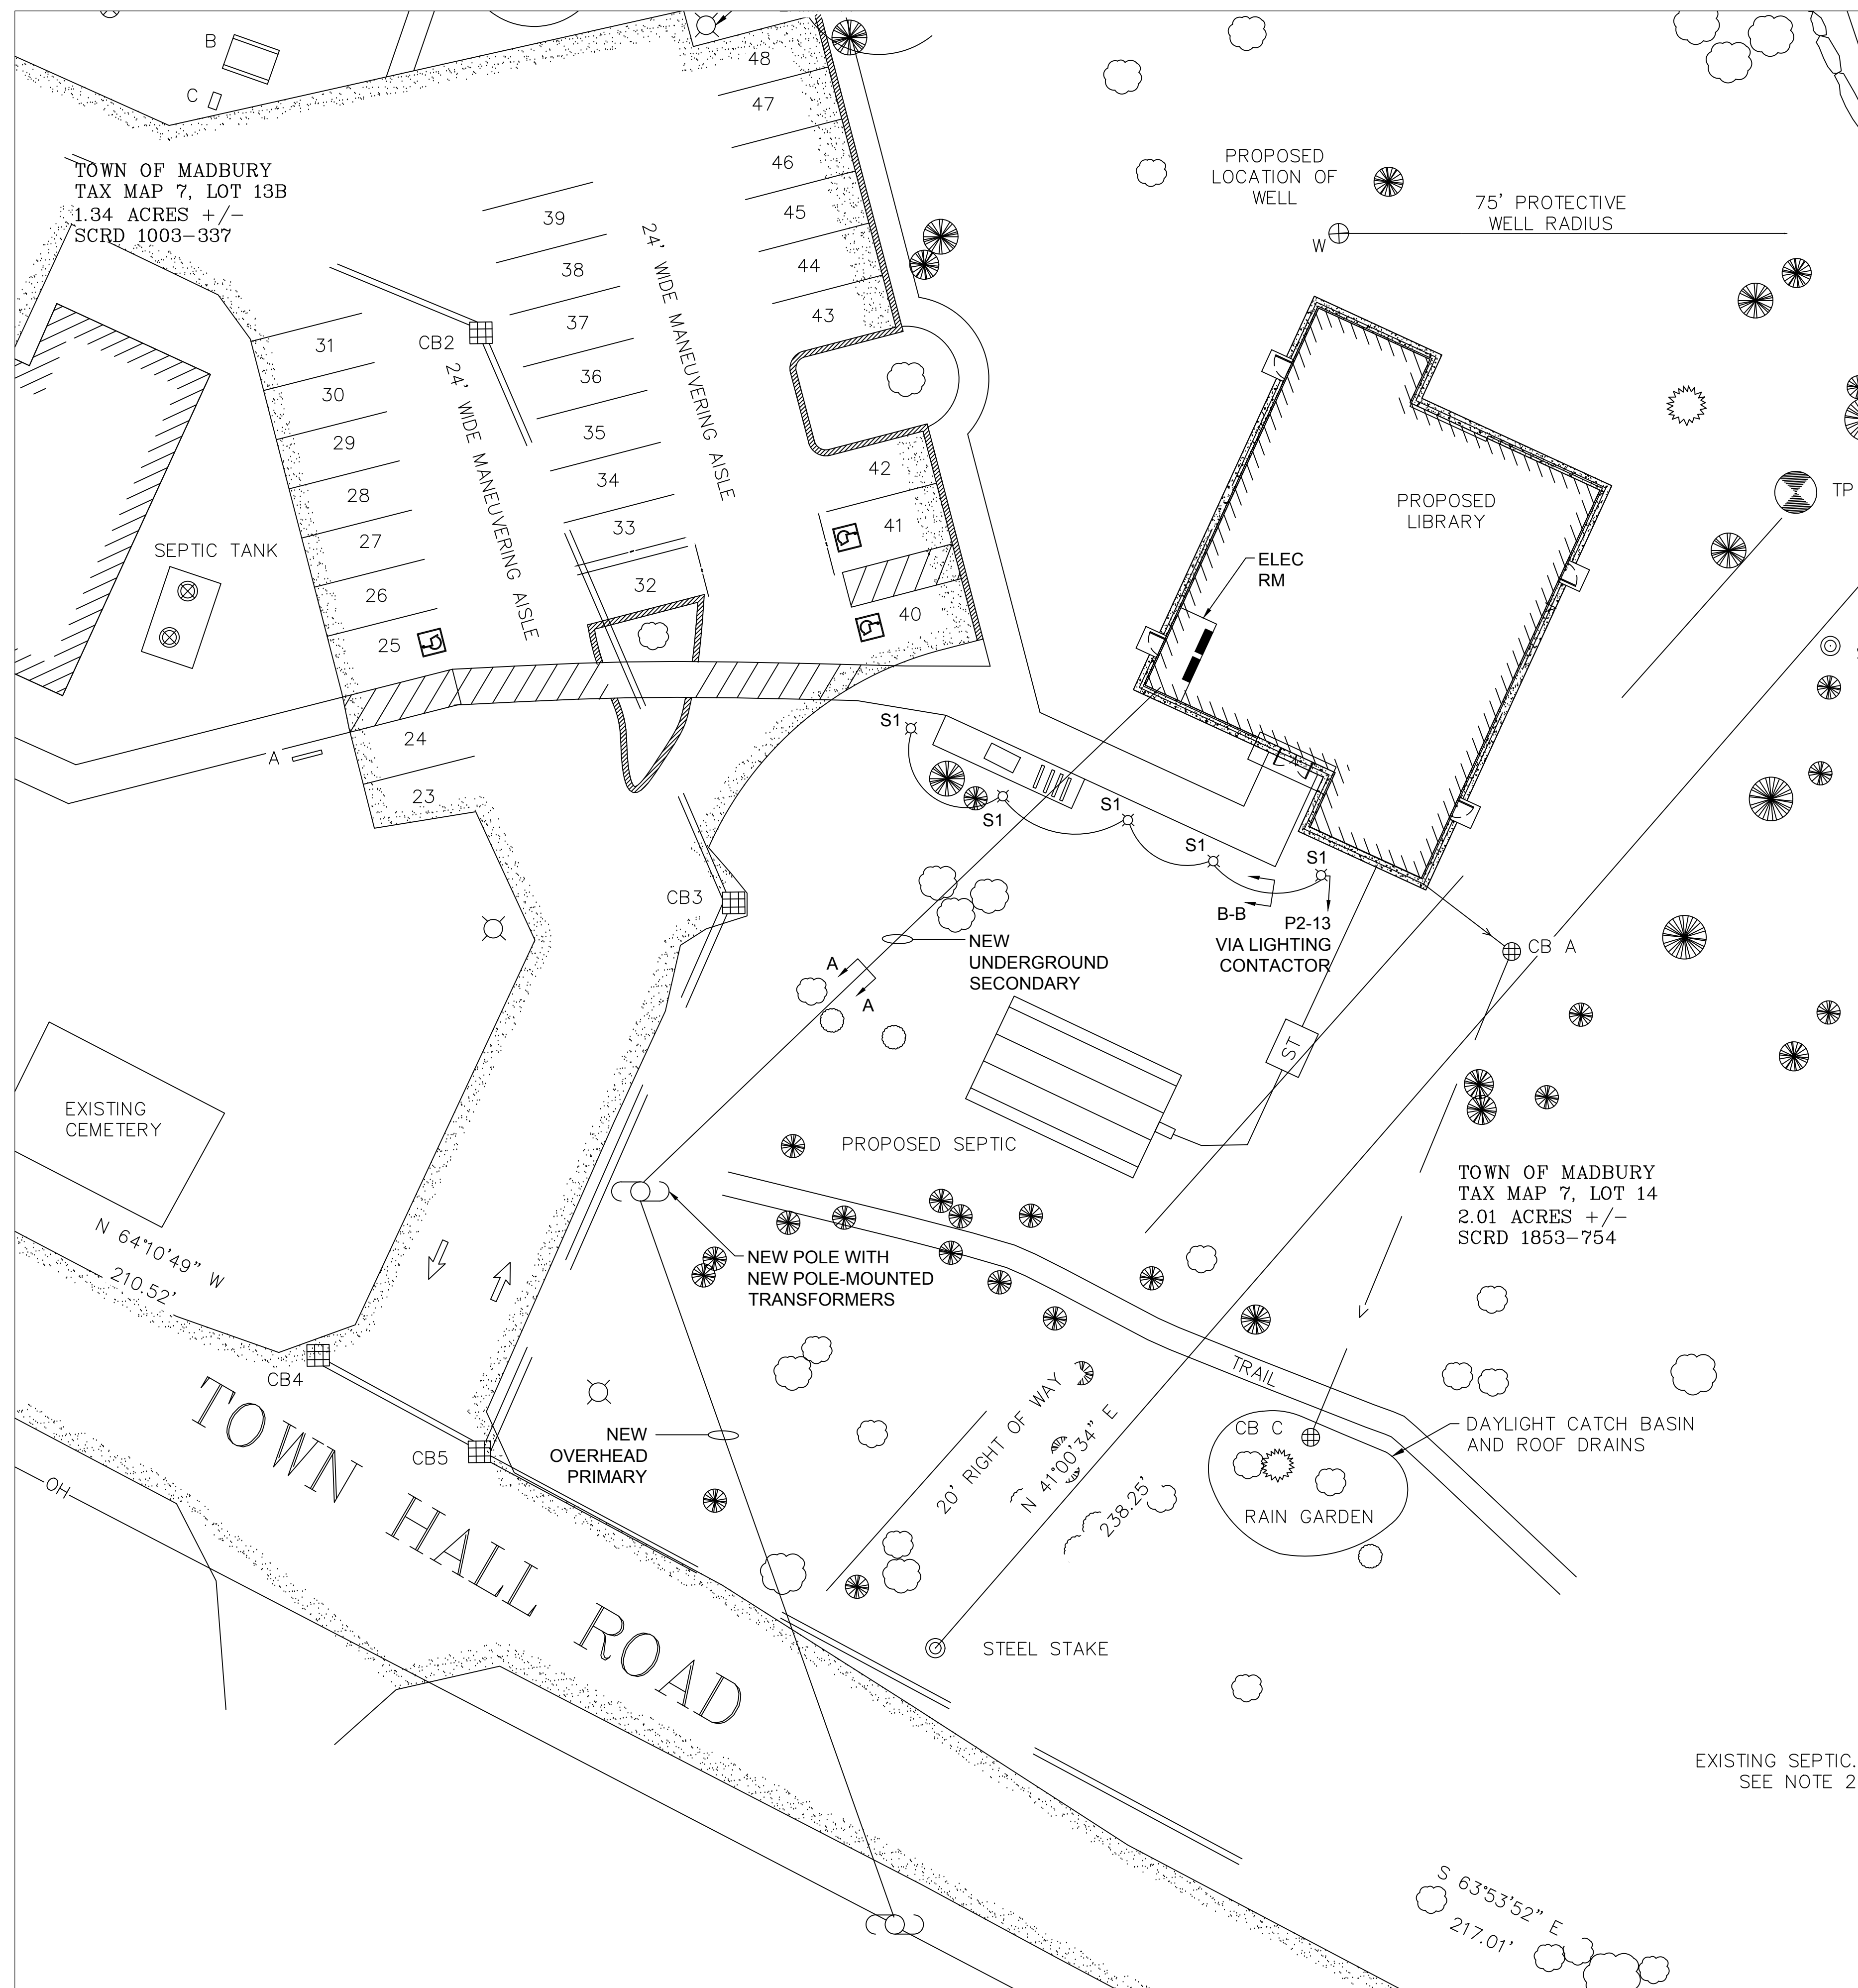 B
C
TOWN OF MADBURY
TAX MAP 7, LOT 13B
1.34 ACRES +/-
SCRD 1003-337
48
47
46
45
44
43
39
38
37
36
35
34
33
32
24' WIDE MANEUVERING AISLE
24' WIDE MANEUVERING AISLE
CB2
31
30
29
28
27
26
25
24
23
42
41
40
SEPTIC TANK
A
PROPOSED
LOCATION OF
WELL
W
75' PROTECTIVE
WELL RADIUS
PROPOSED
LIBRARY
ELEC
RM
TP
S1
S1
S1
S1
S1
B-B
P2-13
VIA LIGHTING
CONTACTOR
CB3
NEW
UNDERGROUND
SECONDARY
A
A
CB A
ST
EXISTING
CEMETERY
PROPOSED SEPTIC
TOWN OF MADBURY
TAX MAP 7, LOT 14
2.01 ACRES +/-
SCRD 1853-754
N 64°10'49" W
210.52'
NEW POLE WITH
NEW POLE-MOUNTED
TRANSFORMERS
CB4
CB5
NEW
OVERHEAD
PRIMARY
TRAIL
20' RIGHT OF WAY
N 41°00'34" E
238.25'
CB C
DAYLIGHT CATCH BASIN
AND ROOF DRAINS
RAIN GARDEN
OH
TOWN HALL ROAD
STEEL STAKE
EXISTING SEPTIC.
SEE NOTE 2
S 63°53'52" E
217.01'